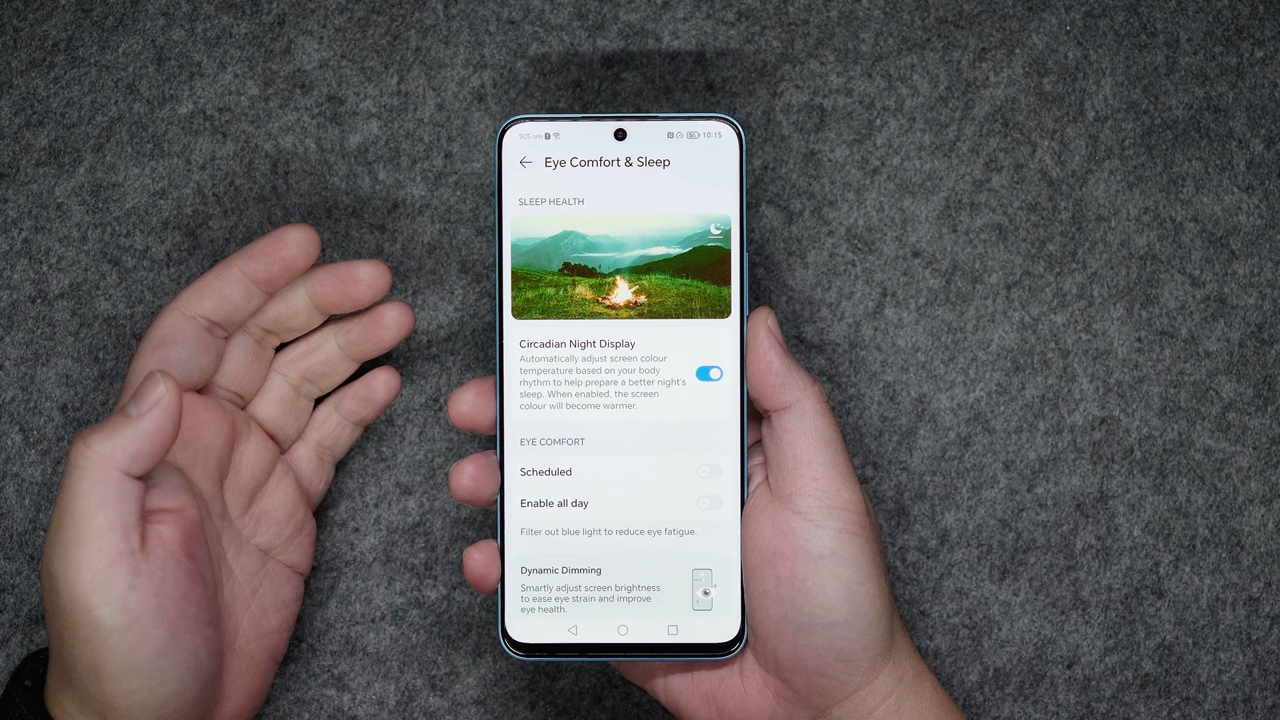 SOS only 10:15
Eye Comfort & Sleep
SLEEP HEALTH
Circadian Night Display
Automatically adjust screen colour
temperature based on your body
rhythm to help prepare a better night's
sleep. When enabled, the screen
colour will become warmer.
EYE COMFORT
Scheduled
Enable all day
Filter out blue light to reduce eye fatigue.
Dynamic Dimming
Smartly adjust screen brightness
to ease eye strain and improve
eye health.